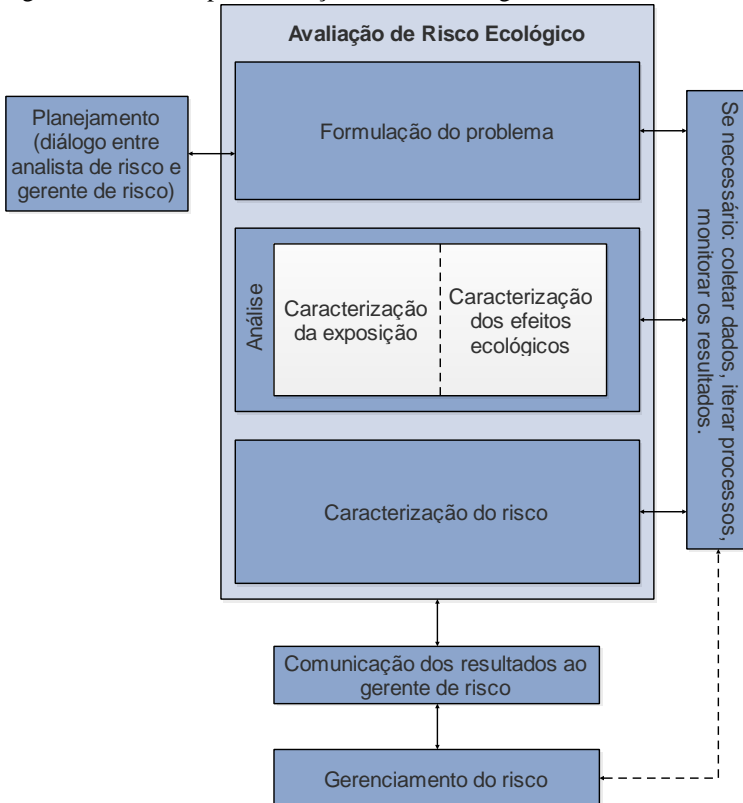 Avaliação de Risco Ecológico
Planejamento
(diálogo entre
analista de risco e
gerente de risco)
Formulação do problema
Análise
Caracterização
da exposição
Caracterização
dos efeitos
ecológicos
Caracterização do risco
Se necessário: coletar dados, iterar processos,
monitorar os resultados.
Comunicação dos resultados ao
gerente de risco
Gerenciamento do risco